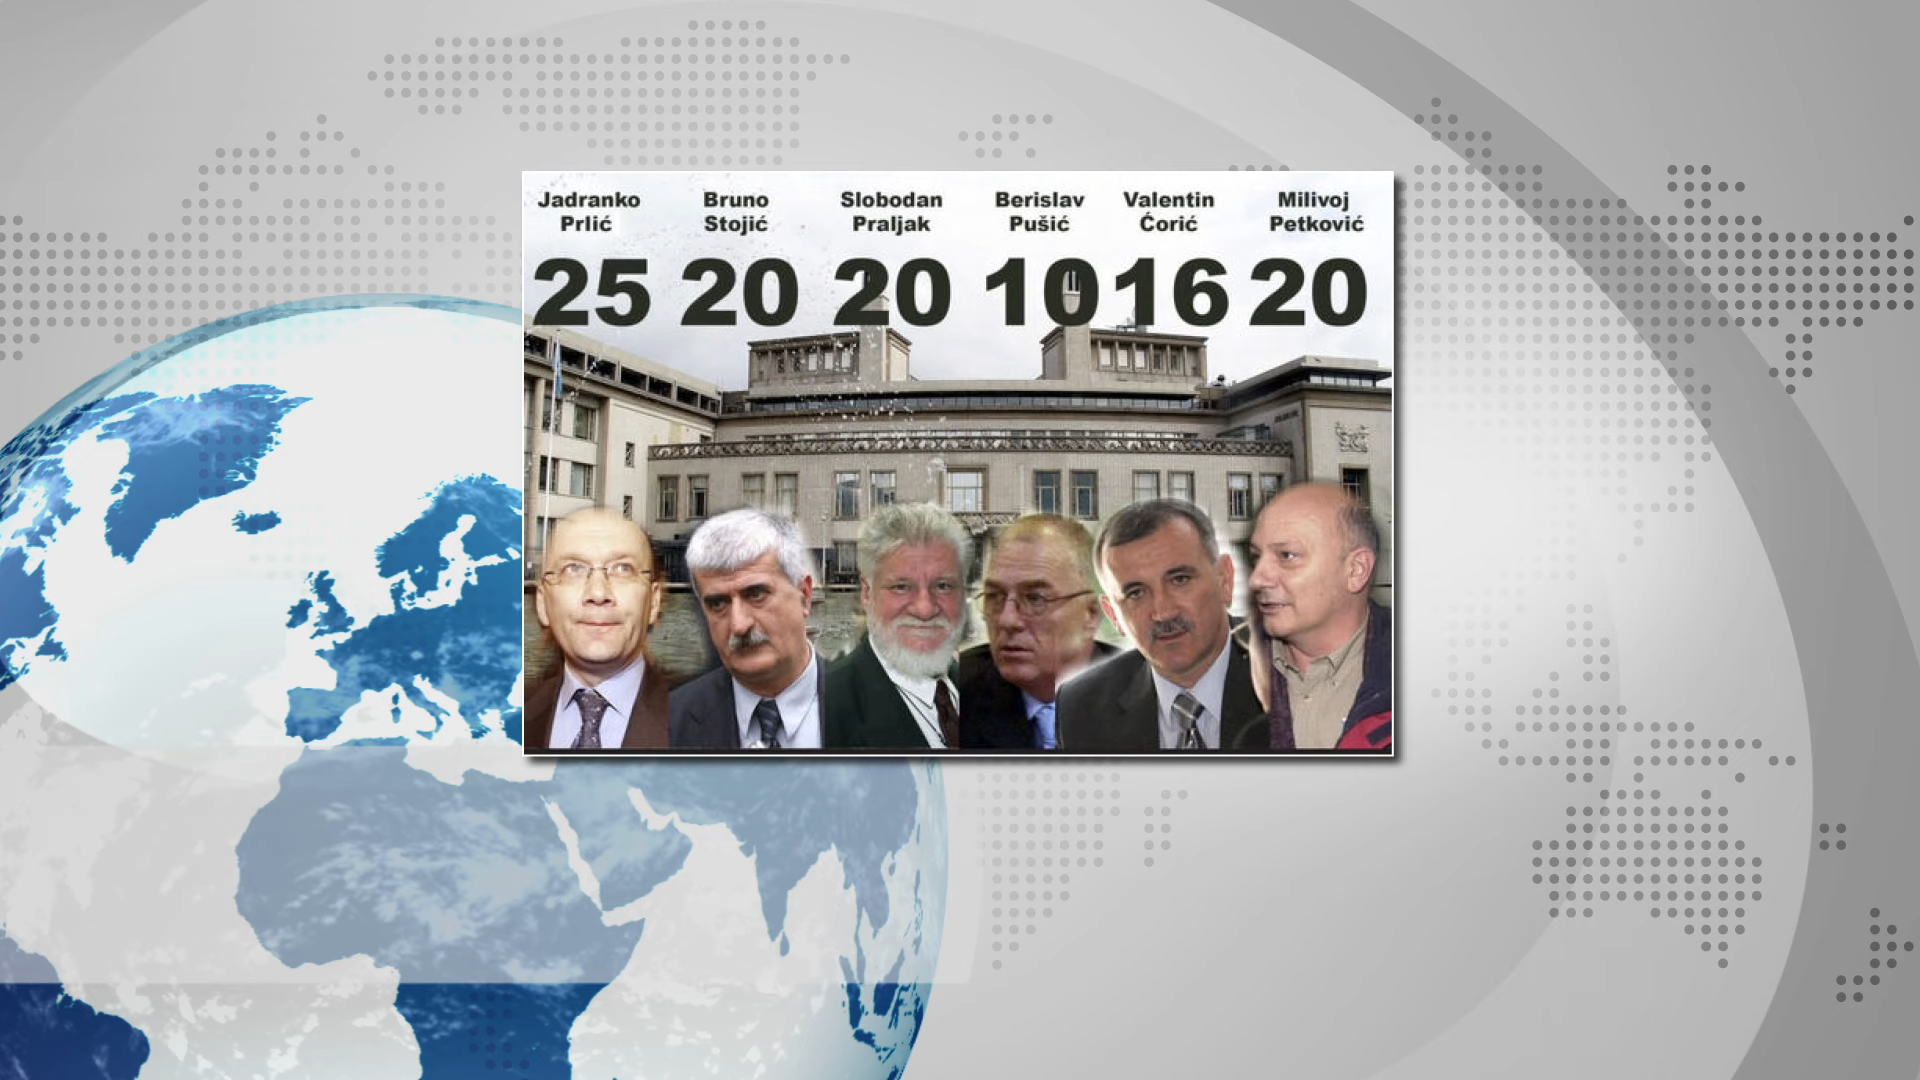 Jadranko
Prlić
Bruno
Stojić
Slobodan
Praljak
Berislav
Pušić
Valentin
Ćorić
Milivoj
Petković
25 20 20 10 16 20